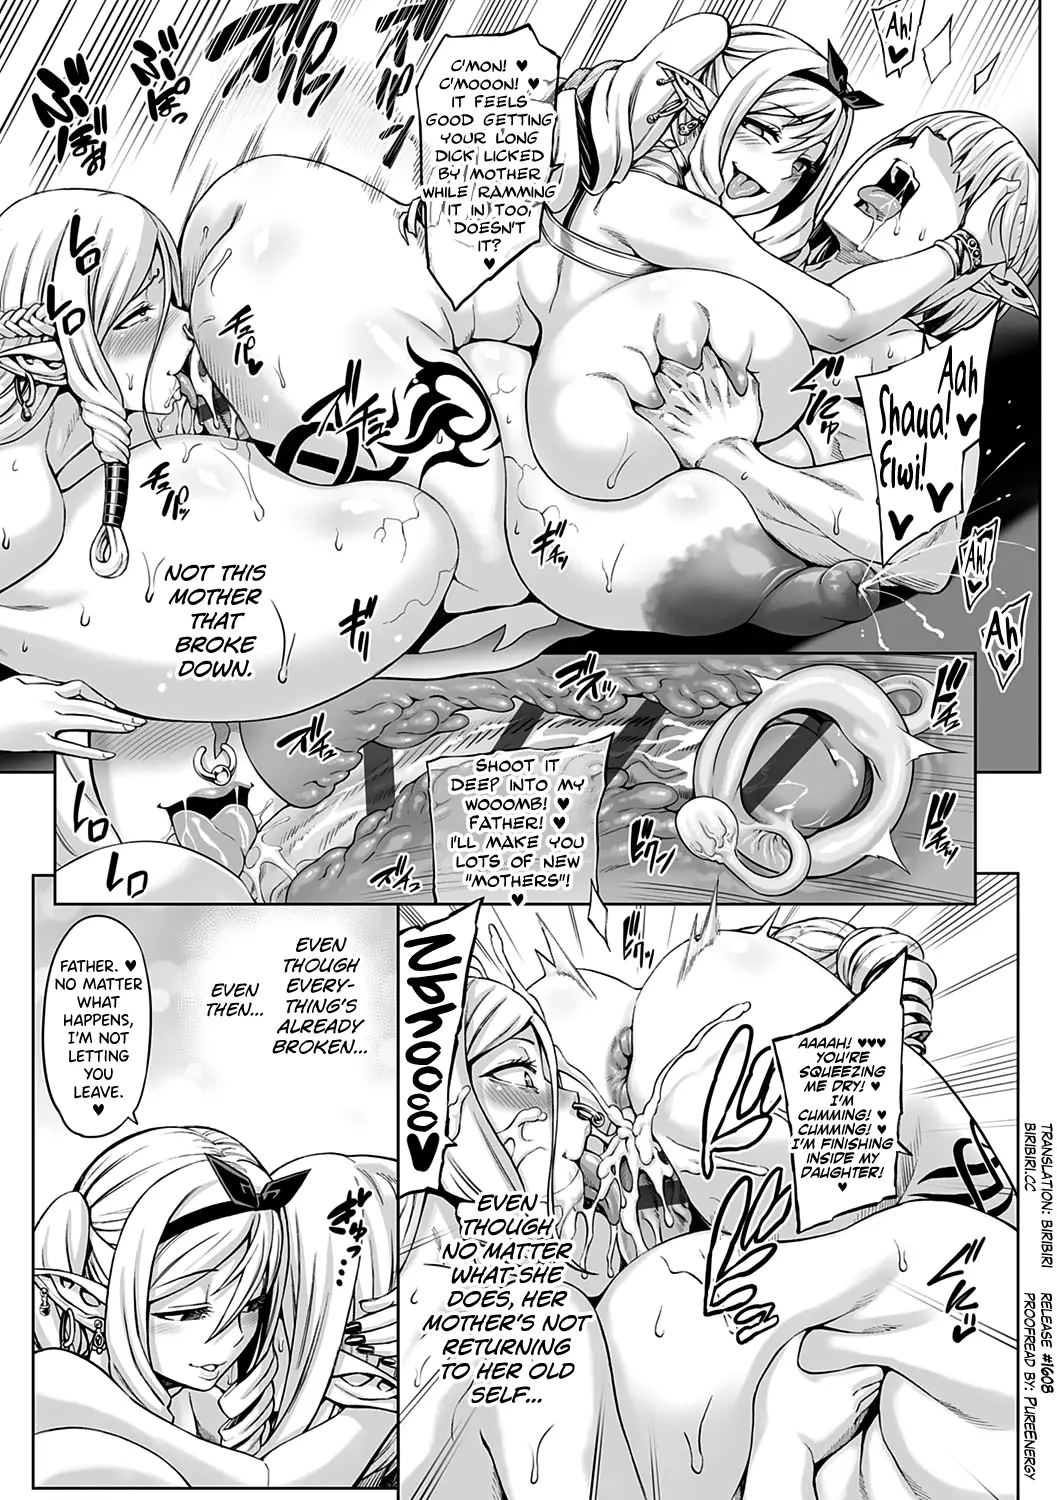 Ah!
♥
C'MON! ♥
C'MOOON! ♥
IT FEELS
GOOD GETTING
YOUR LONG
DICK LICKED
BY MOTHER
WHILE RAMMING
IT IN TOO,
DOESN'T
IT?
♥
Aah
Shaua! ♥
Elwi!
♥ ♥
Ah!
♥
Ah
♥
NOT THIS
MOTHER
THAT
BROKE
DOWN.
SHOOT IT
DEEP INTO MY
WOOOMB! ♥
FATHER! ♥
I'LL MAKE YOU
LOTS OF NEW
"MOTHERS"!
♥
AAAAH! ♥♥♥
YOU'RE
SQUEEZING
ME DRY! ♥
I'M
CUMMING! ♥
CUMMING! ♥
I'M FINISHING
INSIDE MY
DAUGHTER!
♥
Nbhoooo♥
EVEN
THOUGH
NO MATTER
WHAT SHE
DOES, HER
MOTHER'S NOT
RETURNING
TO HER OLD
SELF...
EVEN
THOUGH
EVERY-
THING'S
ALREADY
BROKEN...
EVEN
THEN...
FATHER. ♥
NO MATTER
WHAT
HAPPENS,
I'M NOT
LETTING
YOU
LEAVE.
♥
ぎゅっ…
TRANSLATION: BIRIBIRI
BIRIBIRI.CC
RELEASE #1608
PROOFREAD BY: PUREENERGY